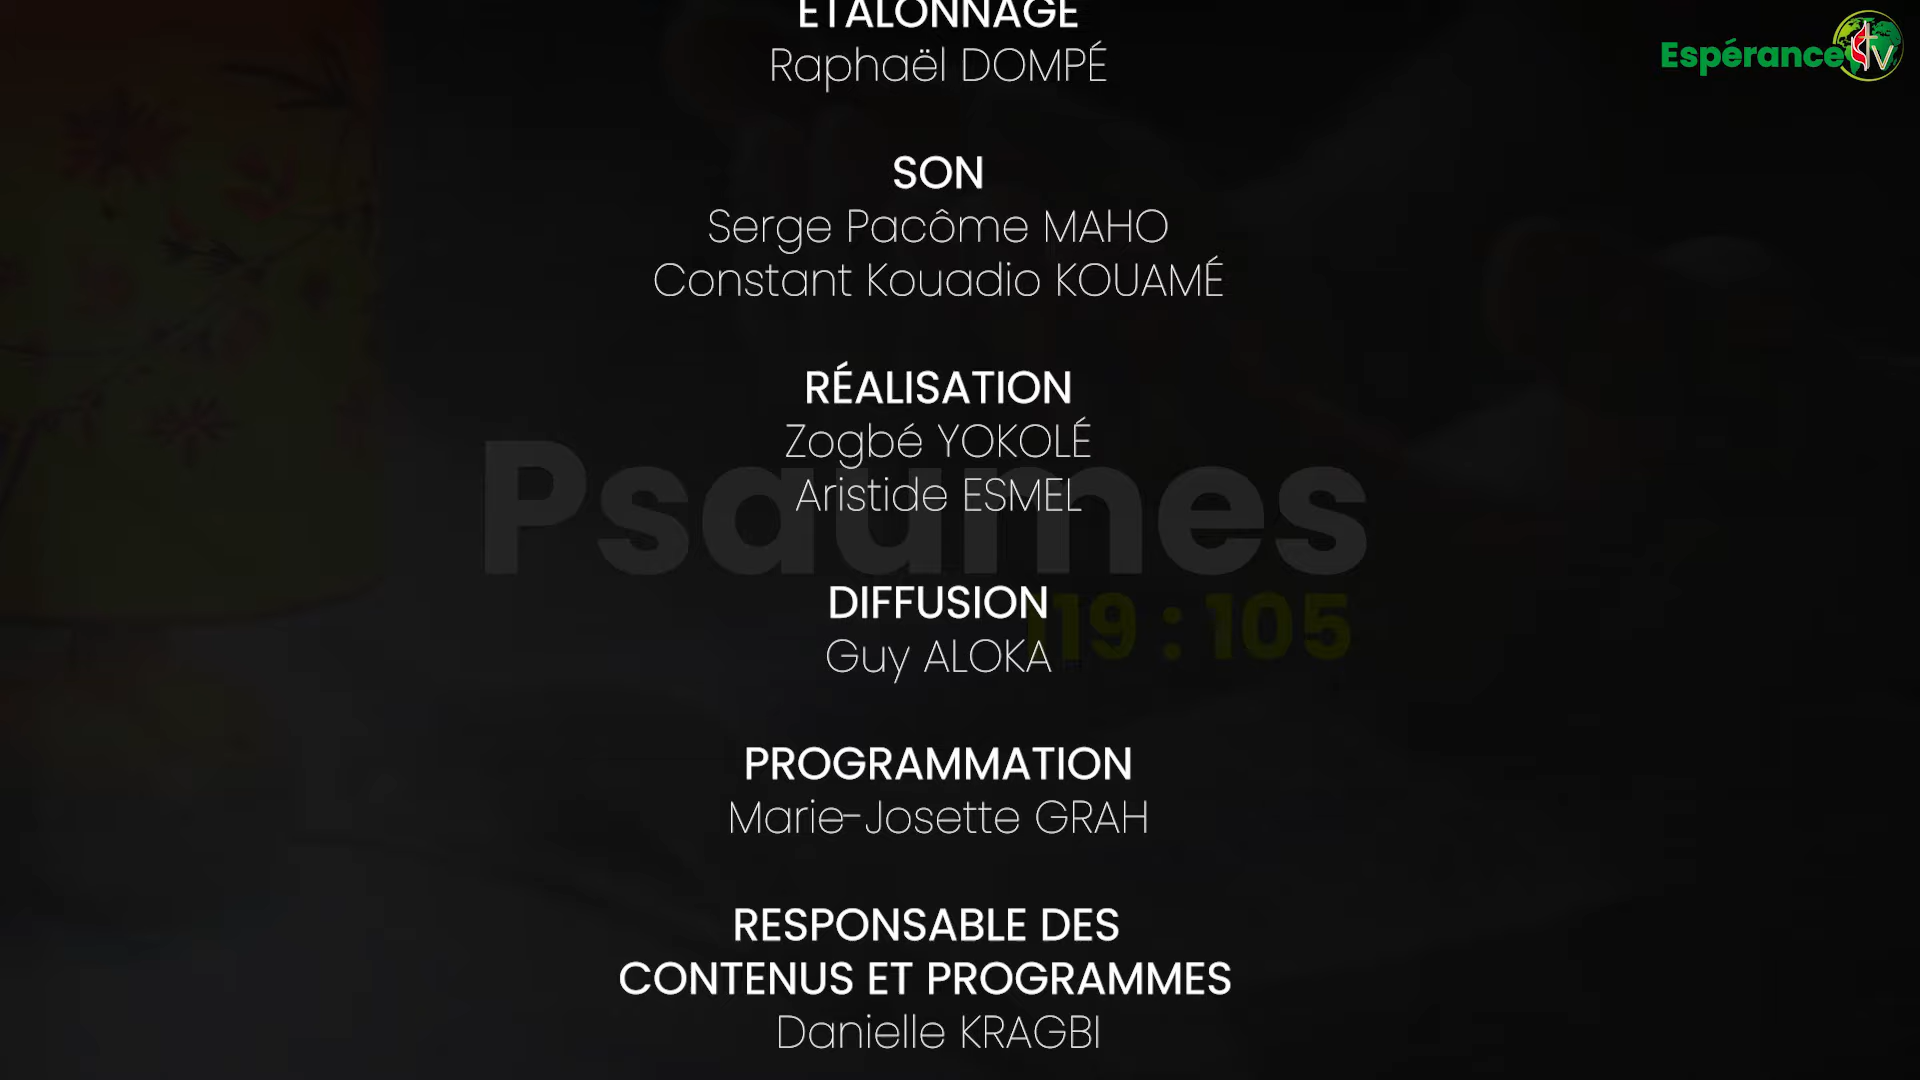 ÉTALONNAGE
Raphaël DOMPÉ
Espérance tv
SON
Serge Pacôme MAHO
Constant Kouadio KOUAMÉ
RÉALISATION
Zogbé YOKOLÉ
Aristide ESMEL
Psaumes
119 : 105
DIFFUSION
Guy ALOKA
PROGRAMMATION
Marie-Josette GRAH
RESPONSABLE DES
CONTENUS ET PROGRAMMES
Danielle KRAGBI